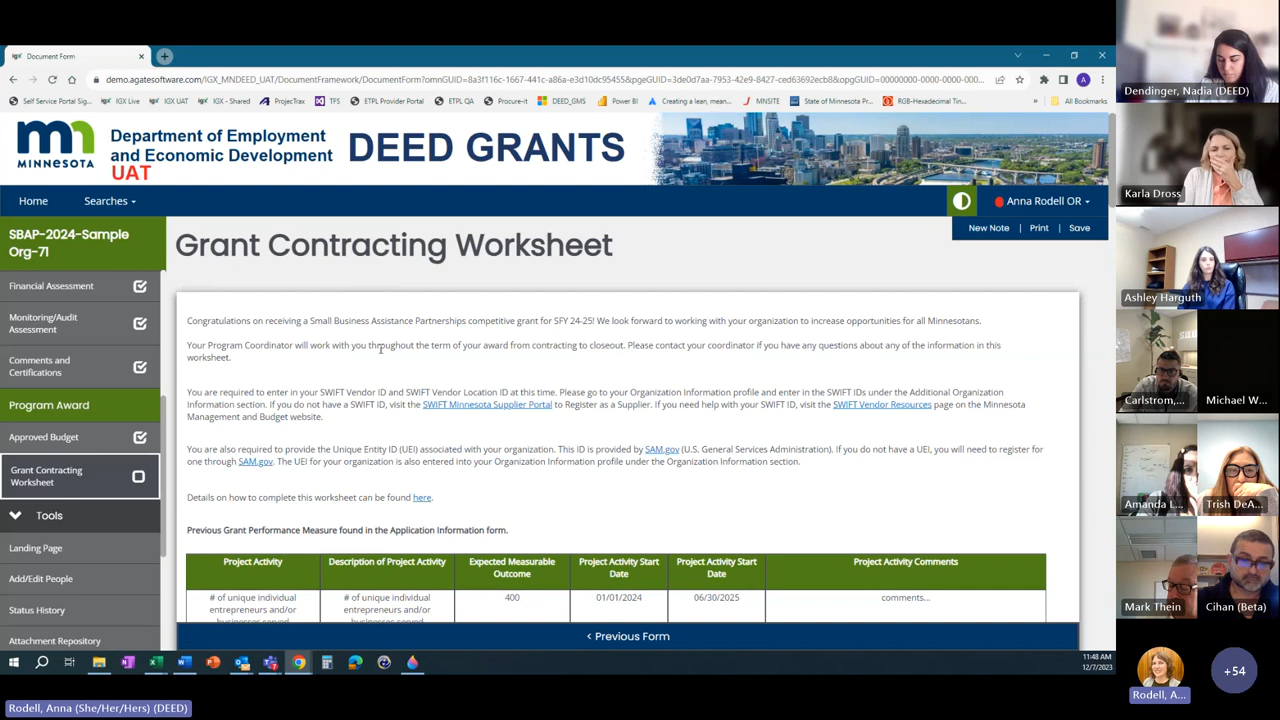 Document Form
demo.agatesoftware.com/IGX_MNDEED_UAT/DocumentFramework/DocumentForm?omnGUID=8a3f116c-1667-441c-a86a-e3d10dc95455&pgeGUID=3de0d7aa-7953-42e9-8427-ced63692ecb8&opgGUID=00000000-0000-0000-000...
A
Self Service Portal Sig... IGX Live IGX UAT IGX - Shared ProjecTrax TFS ETPL Provider Portal ETPL QA Procure-it DEED_GMS Power BI Creating a lean, mean... MNSITE State of Minnesota Pr... RGB-Hexadecimal Tin... » All Bookmarks
MINNESOTA
Department of Employment
and Economic Development
UAT
DEED GRANTS
Home Searches
Anna Rodell OR
New Note | Print | Save
SBAP-2024-Sample
Org-71
Financial Assessment
Monitoring/Audit
Assessment
Comments and
Certifications
Program Award
Approved Budget
Grant Contracting
Worksheet
Tools
Landing Page
Add/Edit People
Status History
Attachment Repository
Grant Contracting Worksheet
Congratulations on receiving a Small Business Assistance Partnerships competitive grant for SFY 24-25! We look forward to working with your organization to increase opportunities for all Minnesotans.
Your Program Coordinator will work with you throughout the term of your award from contracting to closeout. Please contact your coordinator if you have any questions about any of the information in this
worksheet.
You are required to enter in your SWIFT Vendor ID and SWIFT Vendor Location ID at this time. Please go to your Organization Information profile and enter in the SWIFT IDs under the Additional Organization
Information section. If you do not have a SWIFT ID, visit the SWIFT Minnesota Supplier Portal to Register as a Supplier. If you need help with your SWIFT ID, visit the SWIFT Vendor Resources page on the Minnesota
Management and Budget website.
You are also required to provide the Unique Entity ID (UEI) associated with your organization. This ID is provided by SAM.gov (U.S. General Services Administration). If you do not have a UEI, you will need to register for
one through SAM.gov. The UEI for your organization is also entered into your Organization Information profile under the Organization Information section.
Details on how to complete this worksheet can be found here.
Previous Grant Performance Measure found in the Application Information form.
Project Activity Description of Project Activity Expected Measurable Project Activity Start Project Activity Start Project Activity Comments
Outcome Date Date
# of unique individual # of unique individual 400 01/01/2024 06/30/2025 comments...
entrepreneurs and/or entrepreneurs and/or
businesses served businesses served
< Previous Form
11:48 AM
12/7/2023
Dendinger, Nadia (DEED)
Karla Dross
Ashley Harguth
Carlstrom,... Michael W...
Amanda L... Trish DeA...
Mark Thein Cihan (Beta)
Rodell, A... +54
Rodell, Anna (She/Her/Hers) (DEED)